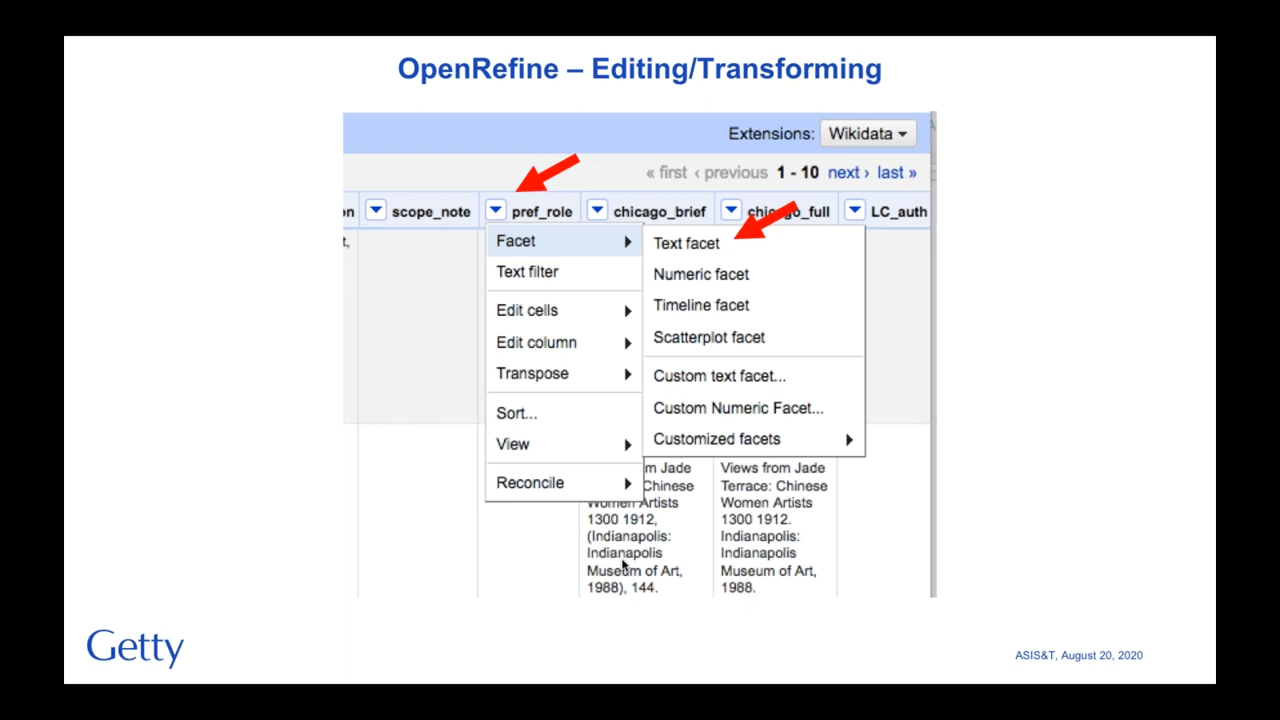 OpenRefine – Editing/Transforming
Extensions: Wikidata
« first ‹ previous 1 - 10 next › last »
on scope_note pref_role chicago_brief chicago_full LC_auth
t,
Facet
Text filter
Edit cells
Edit column
Transpose
Sort...
View
Reconcile
Text facet
Numeric facet
Timeline facet
Scatterplot facet
Custom text facet...
Custom Numeric Facet...
Customized facets
m Jade
Chinese
Women Artists
1300 1912,
(Indianapolis:
Indianapolis
Museum of Art,
1988), 144.
Views from Jade
Terrace: Chinese
Women Artists
1300 1912.
Indianapolis:
Indianapolis
Museum of Art,
1988.
Getty
ASIS&T, August 20, 2020